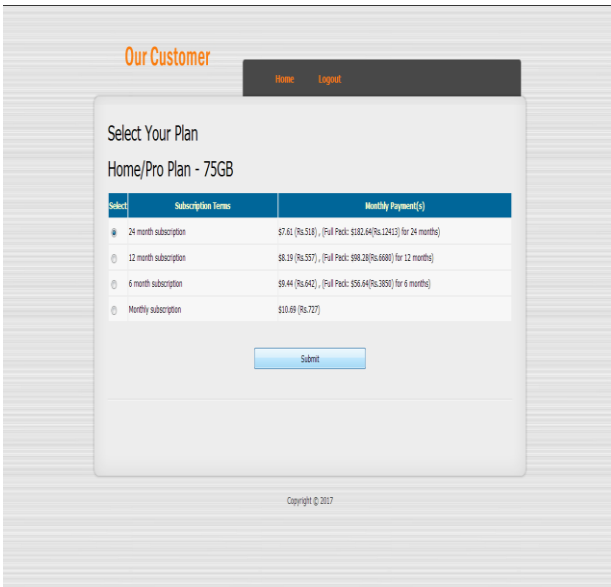 Our Customer
Home Logout
Select Your Plan
Home/Pro Plan - 75GB
Select Subscription Terms Monthly Payment(s)
24 month subscription $7.61 (Rs.518) , (Full Pack: $182.64(Rs.12413) for 24 months)
12 month subscription $8.19 (Rs.557) , (Full Pack: $98.28(Rs.6680) for 12 months)
6 month subscription $9.44 (Rs.642) , (Full Pack: $56.64(Rs.3850) for 6 months)
Monthly subscription $10.69 (Rs.727)
Submit
Copyright © 2017